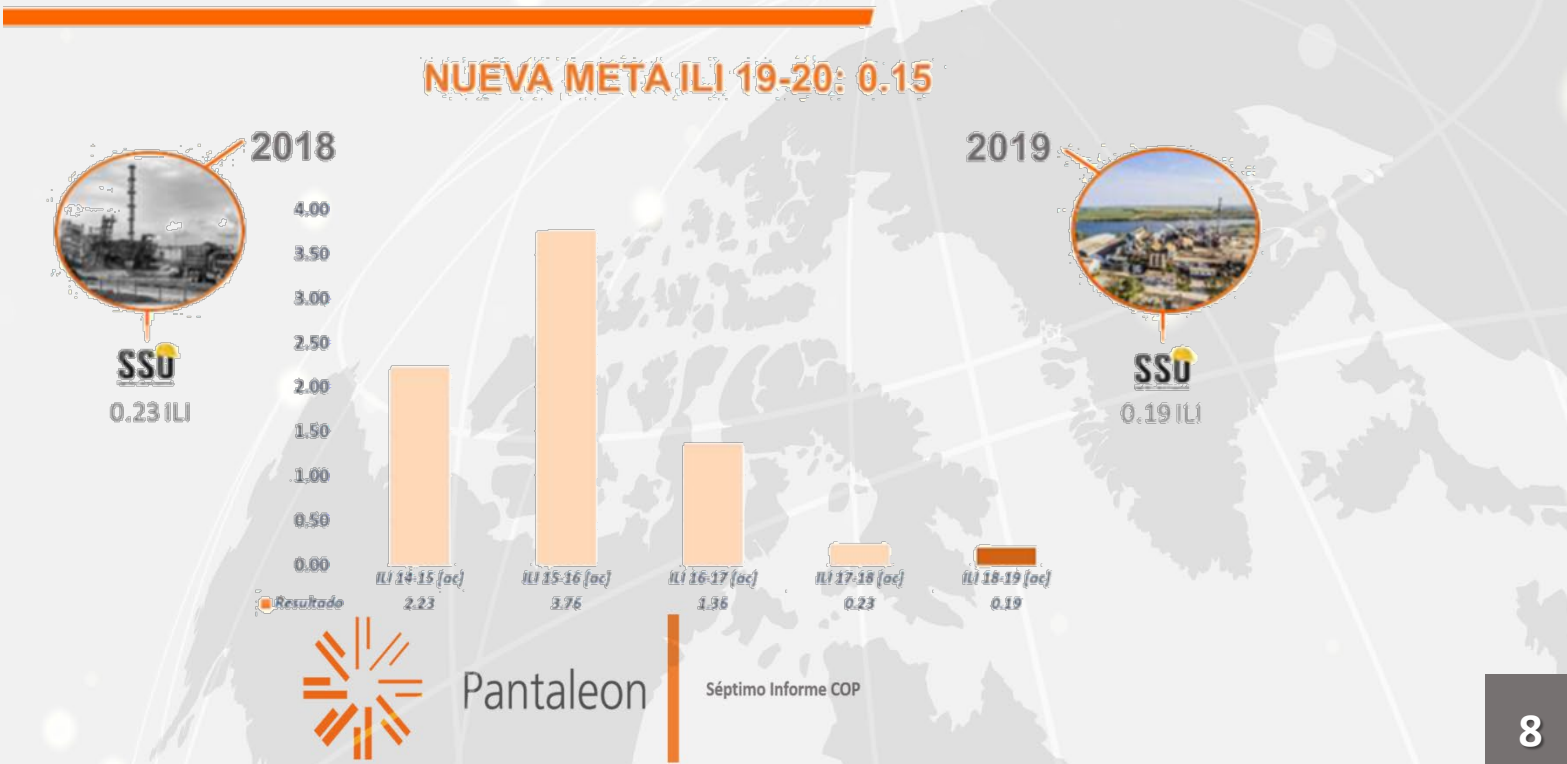 NUEVA META ILI 19-20: 0.15
2018
2019
SSO
0.23 ILI
SSO
0.19 ILI
4.00
3.50
3.00
2.50
2.00
1.50
1.00
0.50
0.00
ILI 14-15 [ac]
ILI 15-16 [ac]
ILI 16-17 [ac]
ILI 17-18 [ac]
ILI 18-19 [ac]
Resultado 2.23 3.76 1.36 0.23 0.19
Pantaleon
Séptimo Informe COP
8